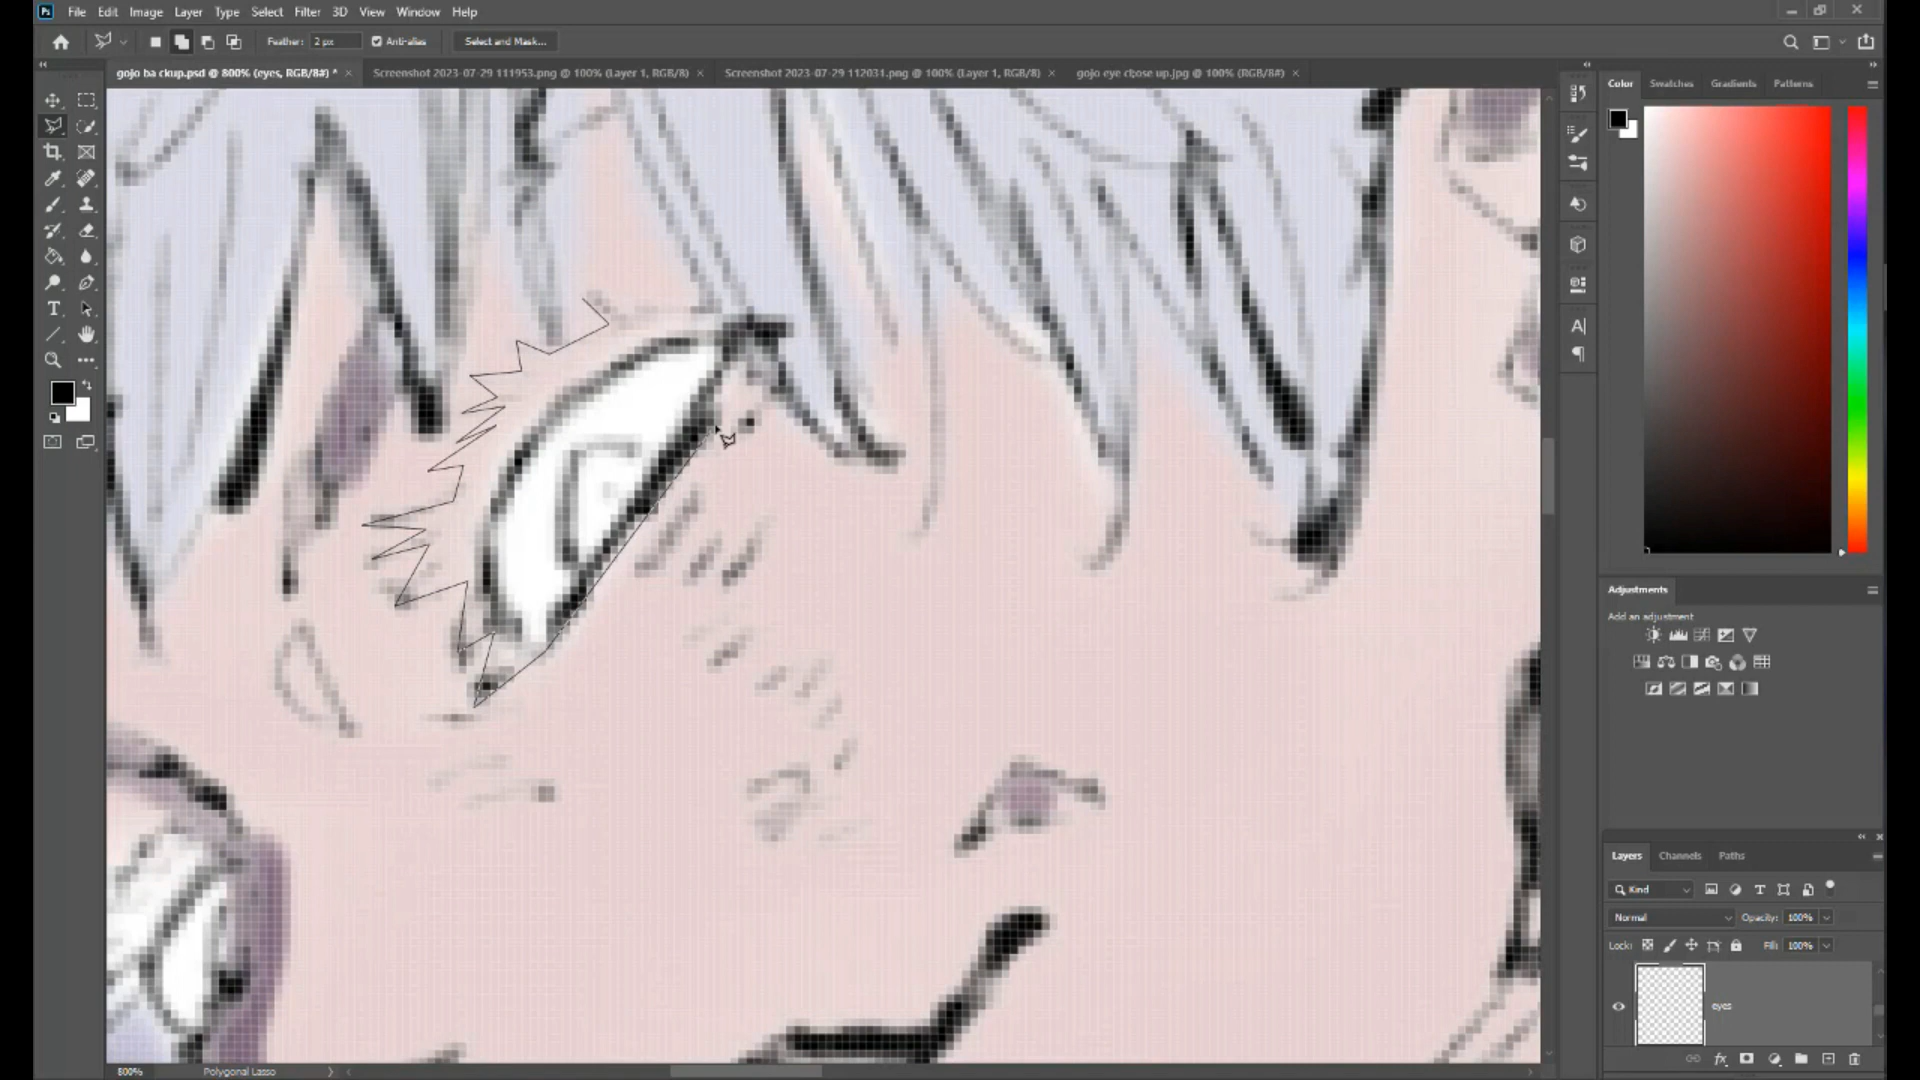 Ps File Edit Image Layer Type Select Filter 3D View Window Help
Feather: 2 px Anti-alias Select and Mask...
gojo ba ckup.psd @ 800% (eyes, RGB/8#) * × Screenshot 2023-07-29 111953.png @ 100% (Layer 1, RGB/8) × Screenshot 2023-07-29 112031.png @ 100% (Layer 1, RGB/8) × gojo eye close up.jpg @ 100% (RGB/8#) ×
Color Swatches Gradients Patterns
Adjustments
Add an adjustment
Layers Channels Paths
Kind
Normal Opacity: 100%
Lock: Fill: 100%
eyes
800% Polygonal Lasso